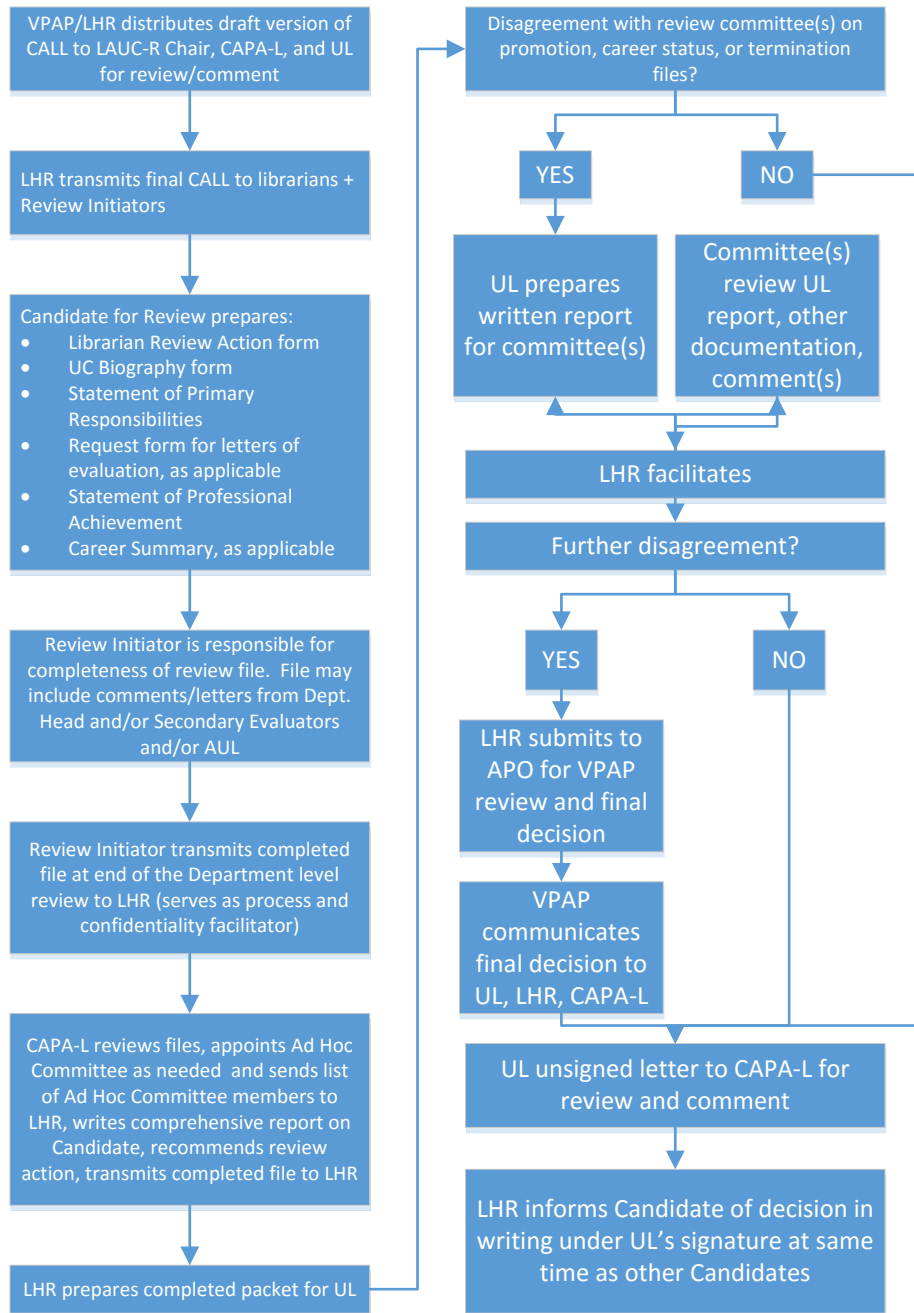 VPAP/LHR distributes draft version of
CALL to LAUC-R Chair, CAPA-L, and UL
for review/comment
LHR transmits final CALL to librarians +
Review Initiators
Candidate for Review prepares:
• Librarian Review Action form
• UC Biography form
• Statement of Primary
Responsibilities
• Request form for letters of
evaluation, as applicable
• Statement of Professional
Achievement
• Career Summary, as applicable
Review Initiator is responsible for
completeness of review file. File may
include comments/letters from Dept.
Head and/or Secondary Evaluators
and/or AUL
Review Initiator transmits completed
file at end of the Department level
review to LHR (serves as process and
confidentiality facilitator)
CAPA-L reviews files, appoints Ad Hoc
Committee as needed and sends list
of Ad Hoc Committee members to
LHR, writes comprehensive report on
Candidate, recommends review
action, transmits completed file to LHR
LHR prepares completed packet for UL
Disagreement with review committee(s) on
promotion, career status, or termination
files?
YES
NO
UL prepares
written report
for committee(s)
Committee(s)
review UL
report, other
documentation,
comment(s)
LHR facilitates
Further disagreement?
YES
NO
LHR submits to
APO for VPAP
review and final
decision
VPAP
communicates
final decision to
UL, LHR, CAPA-L
UL unsigned letter to CAPA-L for
review and comment
LHR informs Candidate of decision in
writing under UL’s signature at same
time as other Candidates